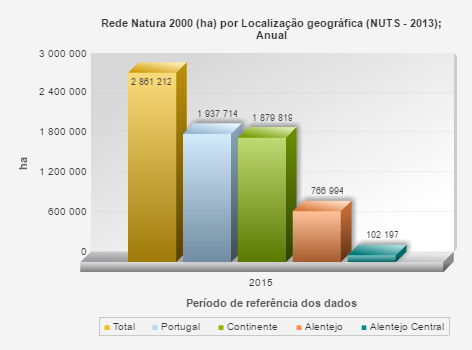 Rede Natura 2000 (ha) por Localização geográfica (NUTS - 2013);
Anual
3 000 000
2 400 000
1 800 000
1 200 000
600 000
0
ha
2 861 212
1 937 714
1 879 819
766 994
102 197
2015
Período de referência dos dados
Total
Portugal
Continente
Alentejo
Alentejo Central